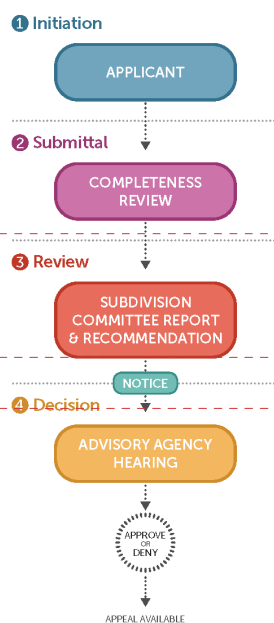 1 Initiation
APPLICANT
2 Submittal
COMPLETENESS
REVIEW
3 Review
SUBDIVISION
COMMITTEE REPORT
& RECOMMENDATION
NOTICE
4 Decision
ADVISORY AGENCY
HEARING
APPROVE
OR
DENY
APPEAL AVAILABLE